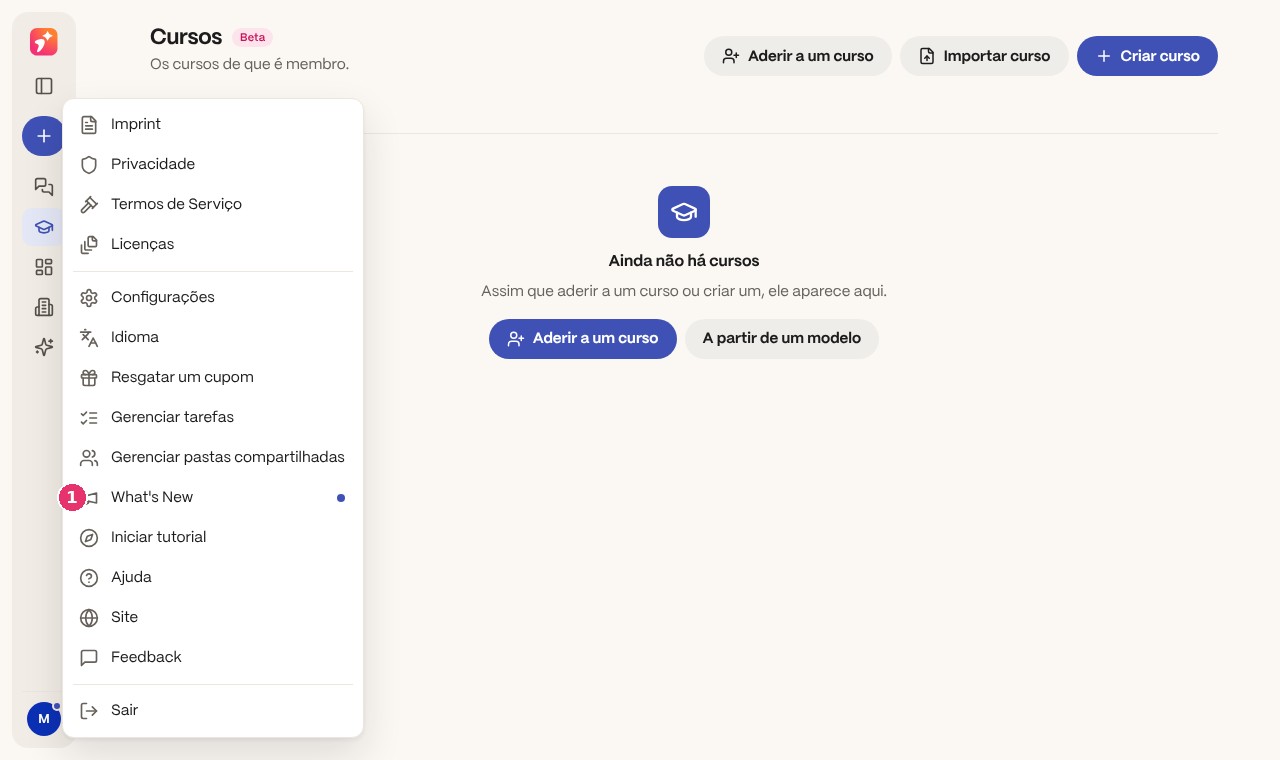 Cursos
Beta
Os cursos de que é membro.
Aderir a um curso
Importar curso
Criar curso
Imprint
Privacidade
Termos de Serviço
Licenças
Configurações
Idioma
Resgatar um cupom
Gerenciar tarefas
Gerenciar pastas compartilhadas
1
What's New
Iniciar tutorial
Ajuda
Site
Feedback
Sair
M
Ainda não há cursos
Assim que aderir a um curso ou criar um, ele aparece aqui.
Aderir a um curso
A partir de um modelo